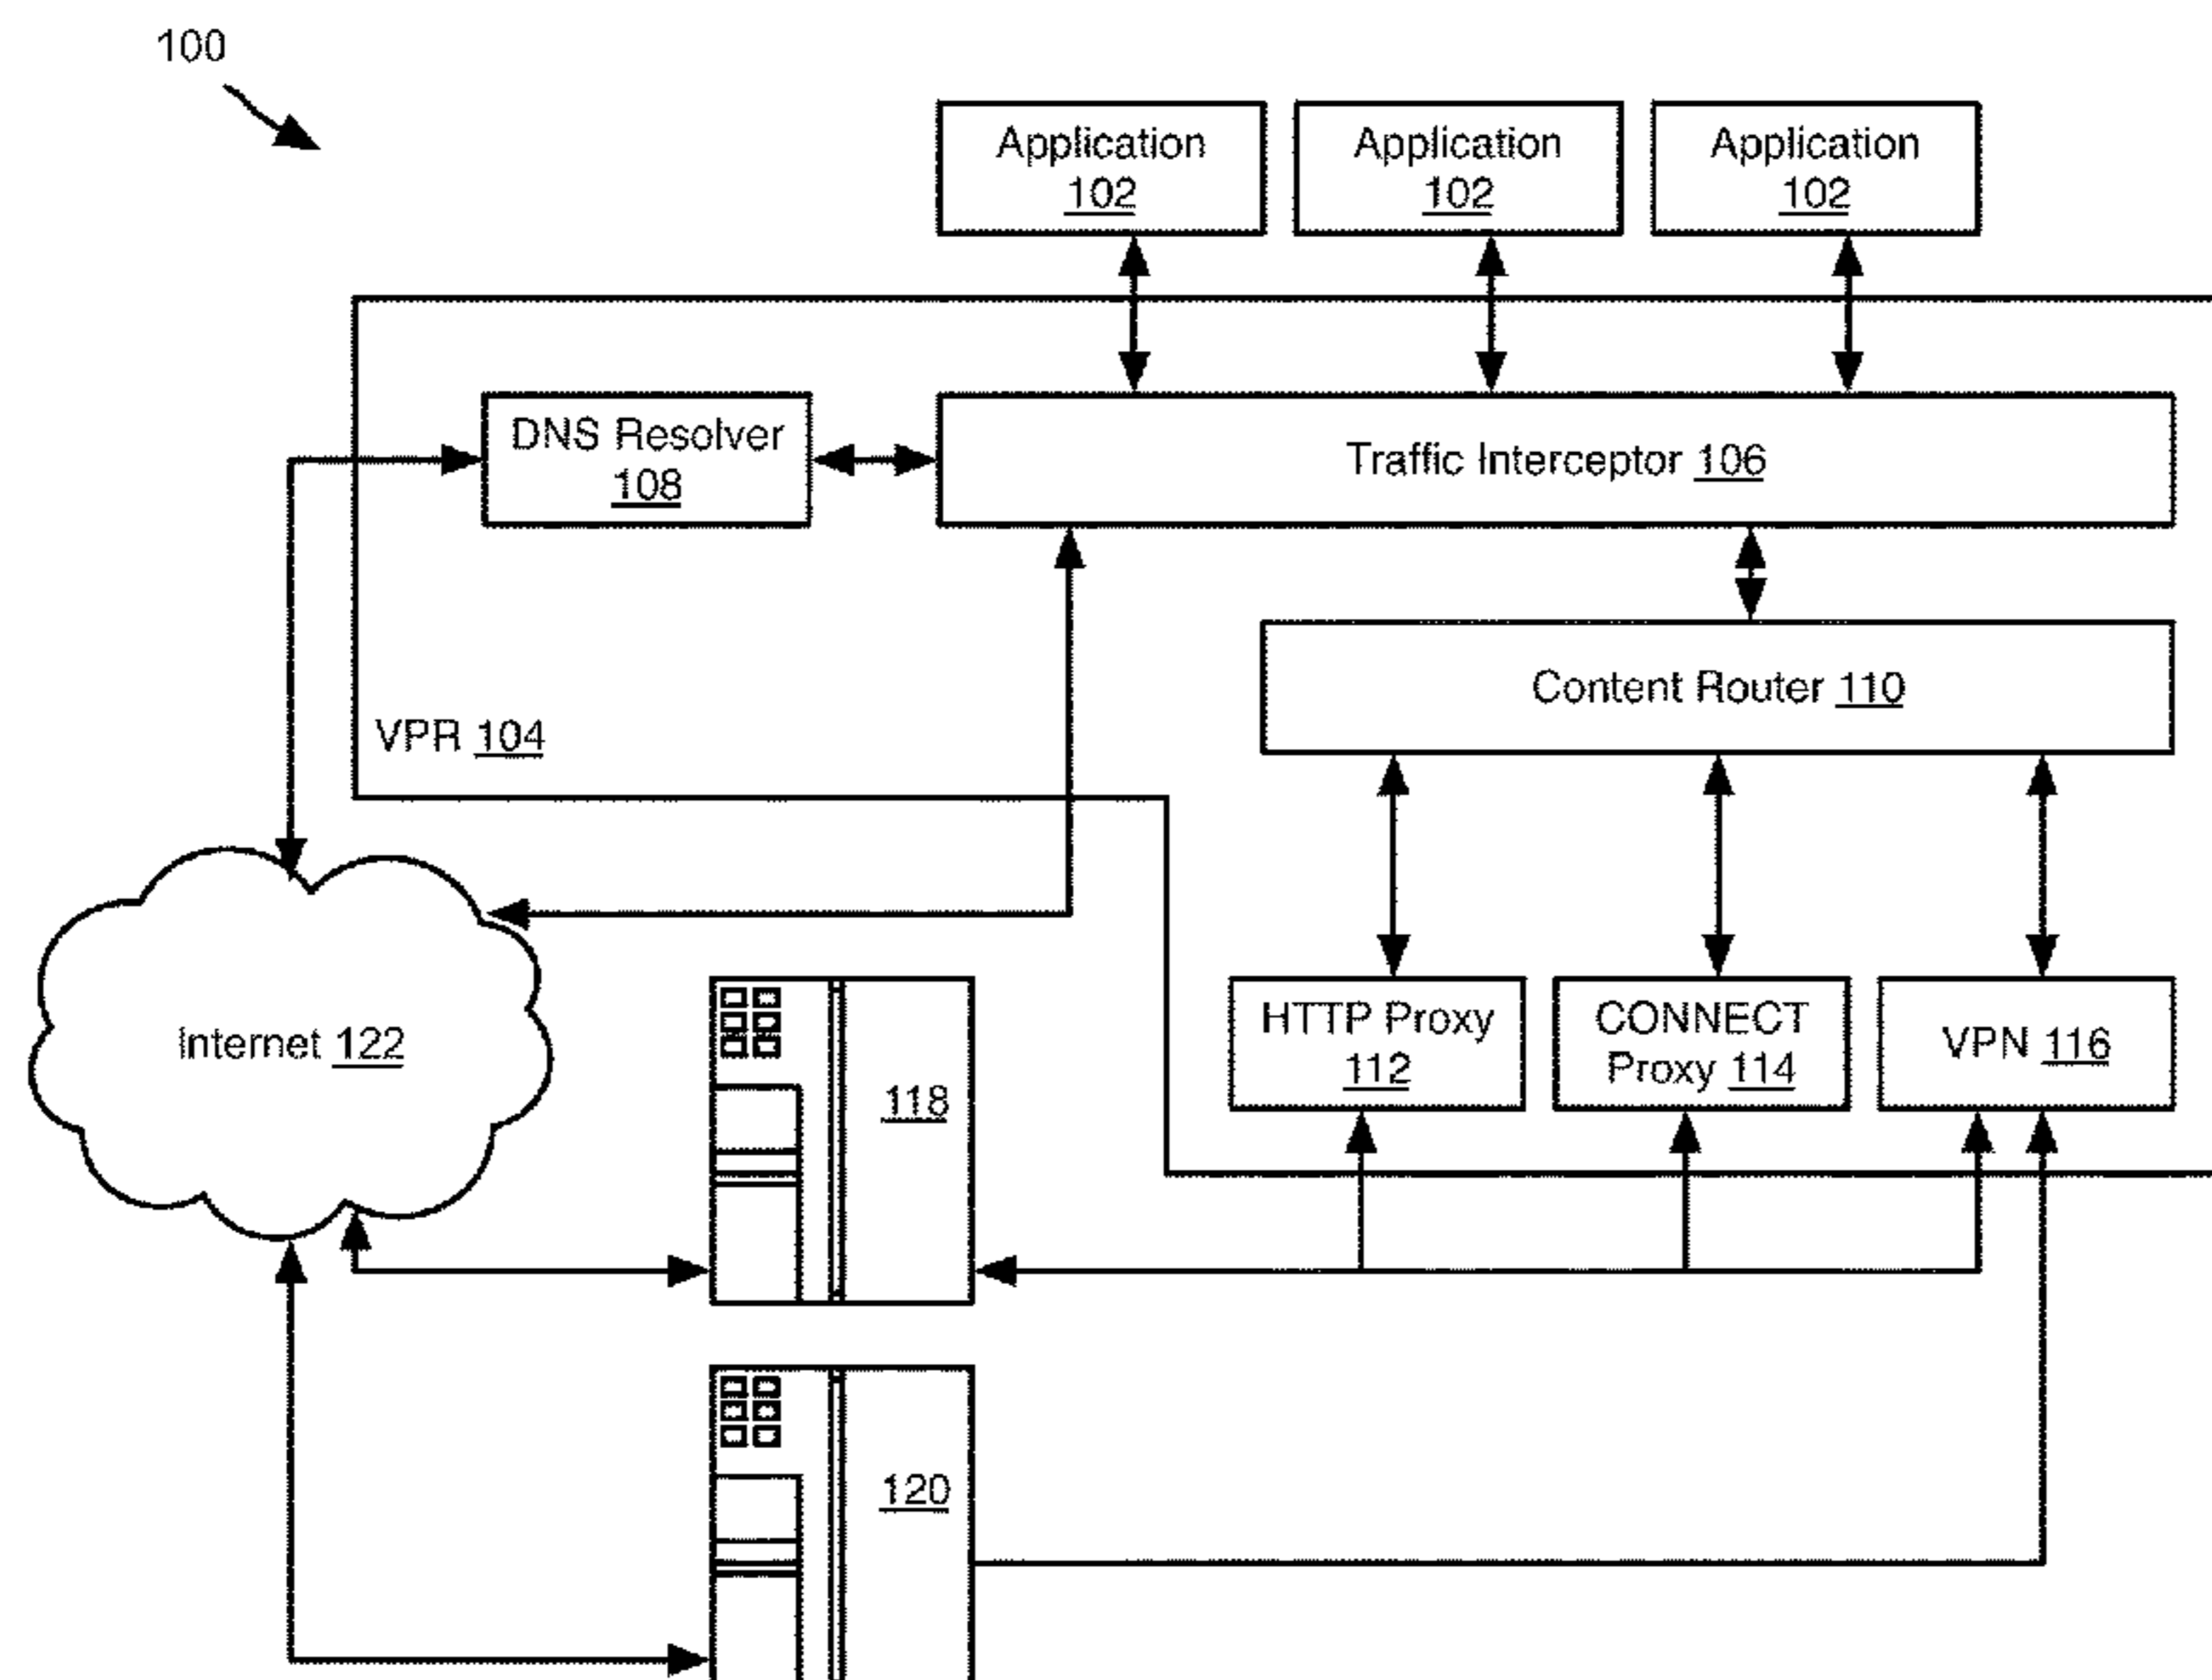 100
Application
102
Application
102
Application
102
DNS Resolver
108
Traffic Interceptor 106
Content Router 110
VPR 104
Internet 122
118
HTTP Proxy
112
CONNECT
Proxy 114
VPN 116
120